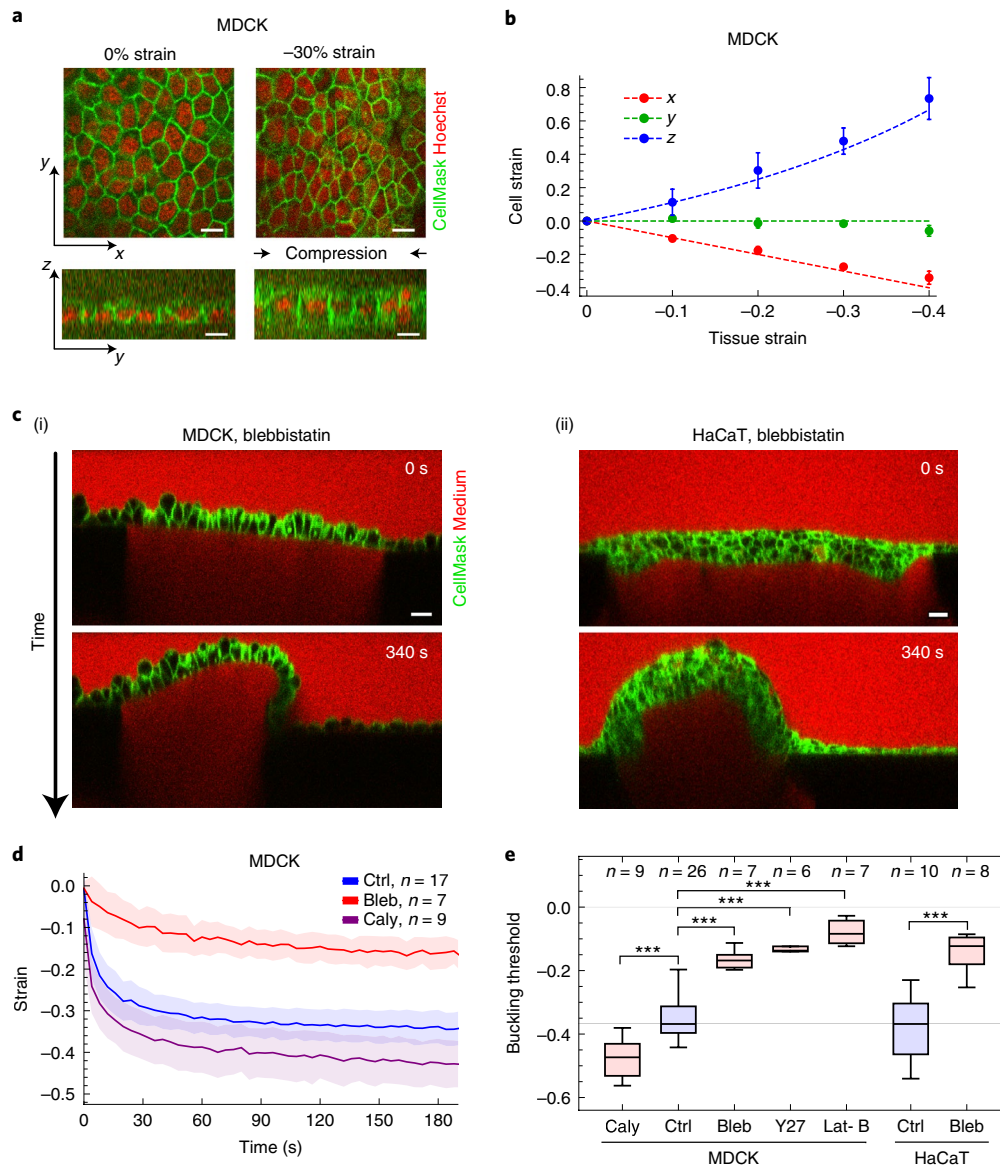 a
MDCK
0% strain
–30% strain
y
x
CellMask Hoechst
Compression
z
y
b
MDCK
x
y
z
0.8
0.6
0.4
0.2
0.0
–0.2
–0.4
Cell strain
0
–0.1
–0.2
–0.3
–0.4
Tissue strain
c
(i)
MDCK, blebbistatin
0 s
340 s
Time
CellMask Medium
(ii)
HaCaT, blebbistatin
0 s
340 s
d
MDCK
Ctrl, n = 17
Bleb, n = 7
Caly, n = 9
0.0
–0.1
–0.2
–0.3
–0.4
–0.5
Strain
0
30
60
90
120
150
180
Time (s)
e
n = 9
n = 26
n = 7
n = 6
n = 7
n = 10
n = 8
***
***
***
***
***
0.0
–0.2
–0.4
–0.6
Buckling threshold
Caly
Ctrl
Bleb
Y27
Lat- B
Ctrl
Bleb
MDCK
HaCaT